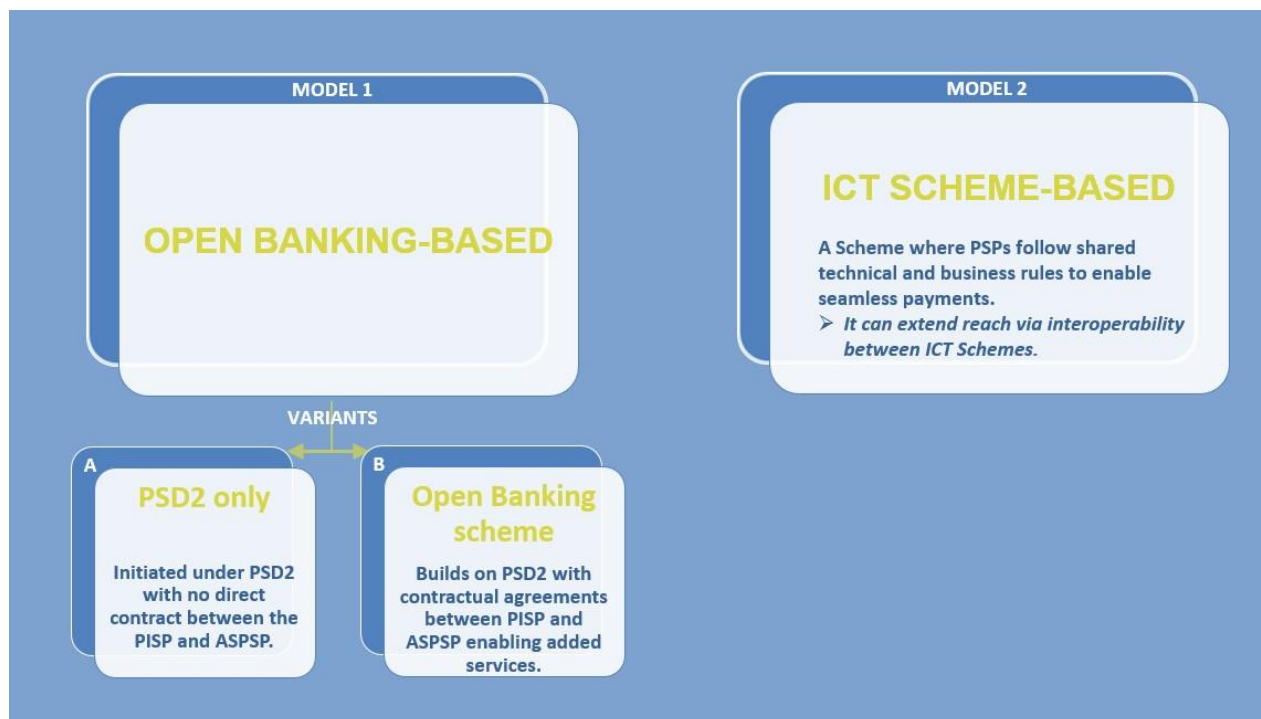 MODEL 1
OPEN BANKING-BASED
MODEL 2
ICT SCHEME-BASED
A Scheme where PSPs follow shared
technical and business rules to enable
seamless payments.
➢ It can extend reach via interoperability
between ICT Schemes.
VARIANTS
A
PSD2 only
Initiated under PSD2
with no direct
contract between the
PISP and ASPSP.
B
Open Banking
scheme
Builds on PSD2 with
contractual agreements
between PISP and
ASPSP enabling added
services.